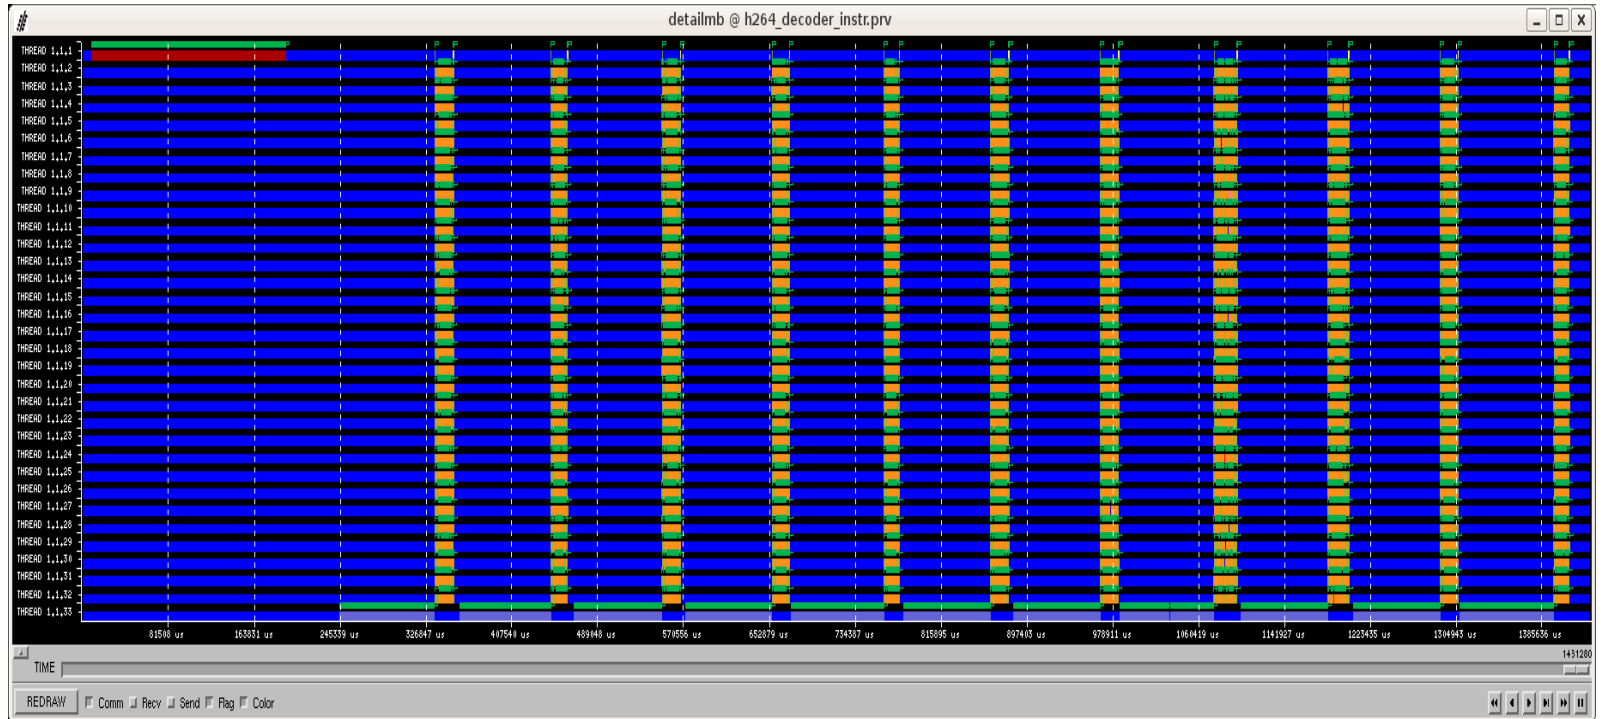 detailmb @ h264_decoder_instr.prv
THREAD 1.1.1
THREAD 1.1.2
THREAD 1.1.3
THREAD 1.1.4
THREAD 1.1.5
THREAD 1.1.6
THREAD 1.1.7
THREAD 1.1.8
THREAD 1.1.9
THREAD 1.1.10
THREAD 1.1.11
THREAD 1.1.12
THREAD 1.1.13
THREAD 1.1.14
THREAD 1.1.15
THREAD 1.1.16
THREAD 1.1.17
THREAD 1.1.18
THREAD 1.1.19
THREAD 1.1.20
THREAD 1.1.21
THREAD 1.1.22
THREAD 1.1.23
THREAD 1.1.24
THREAD 1.1.25
THREAD 1.1.26
THREAD 1.1.27
THREAD 1.1.28
THREAD 1.1.29
THREAD 1.1.30
THREAD 1.1.31
THREAD 1.1.32
THREAD 1.1.33
81508 us 163831 us 245339 us 326847 us 407540 us 489048 us 570556 us 652879 us 734387 us 815895 us 897403 us 978911 us 1060419 us 1141927 us 1223435 us 1304943 us 1385636 us
1431280
TIME
REDRAW Comm Recv Send Flag Color